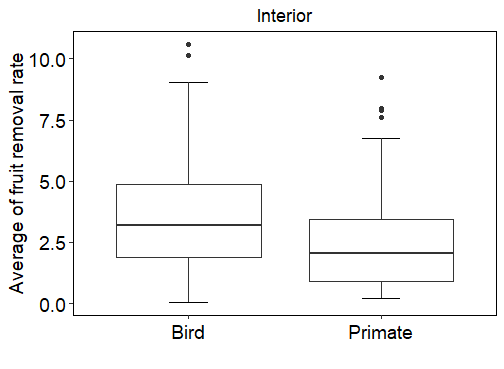 Interior
Average of fruit removal rate
10.0
7.5
5.0
2.5
0.0
Bird Primate